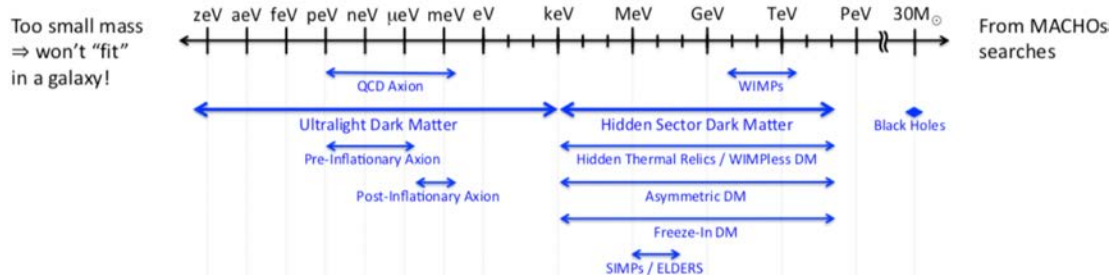 Too small mass
⇒ won't "fit"
in a galaxy!
zeV aeV feV peV neV μeV meV eV keV MeV GeV TeV PeV 30M☉
From MACHOs
searches
QCD Axion
WIMPs
Ultralight Dark Matter
Hidden Sector Dark Matter
Black Holes
Pre-Inflationary Axion
Hidden Thermal Relics / WIMPless DM
Post-Inflationary Axion
Asymmetric DM
Freeze-In DM
SIMPs / ELDERS